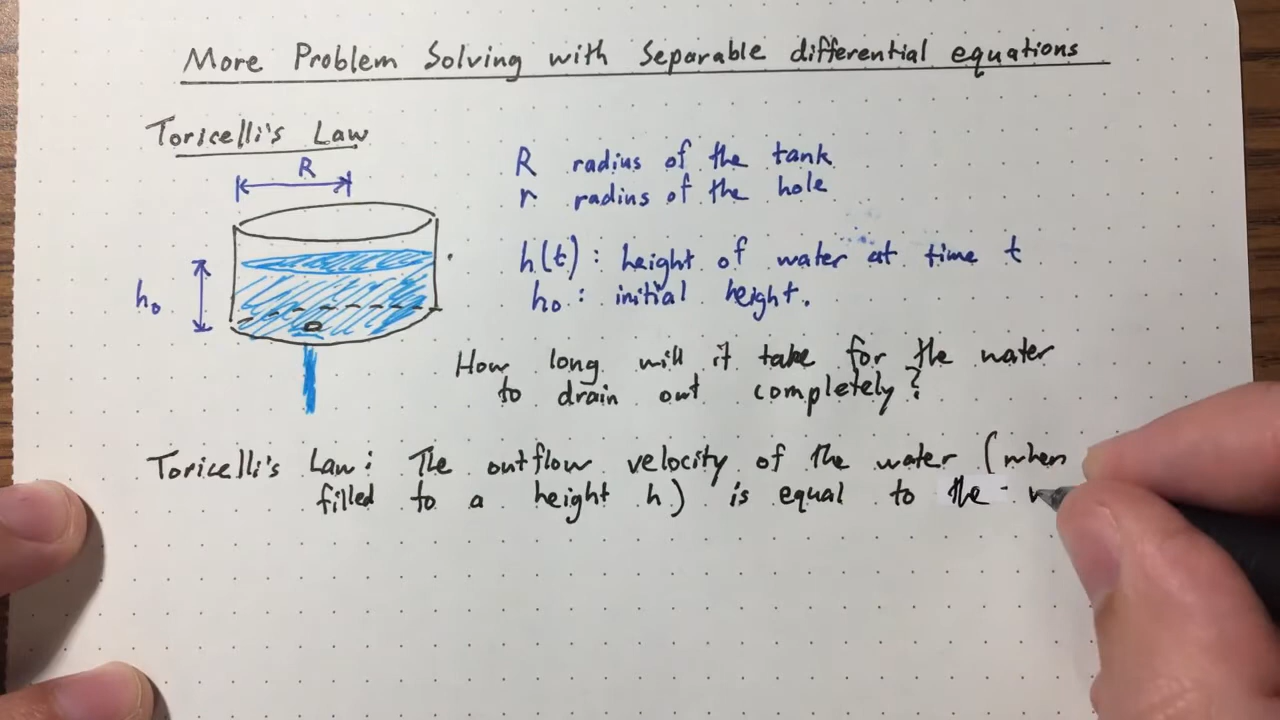 More Problem Solving with Separable differential equations
Toricelli's Law
R
R radius of the tank
r radius of the hole
h(t) : height of water at time t
h₀ : initial height.
h₀
How long will it take for the water
to drain out completely?
Toricelli's Law : The outflow velocity of the water (when
filled to a height h) is equal to the